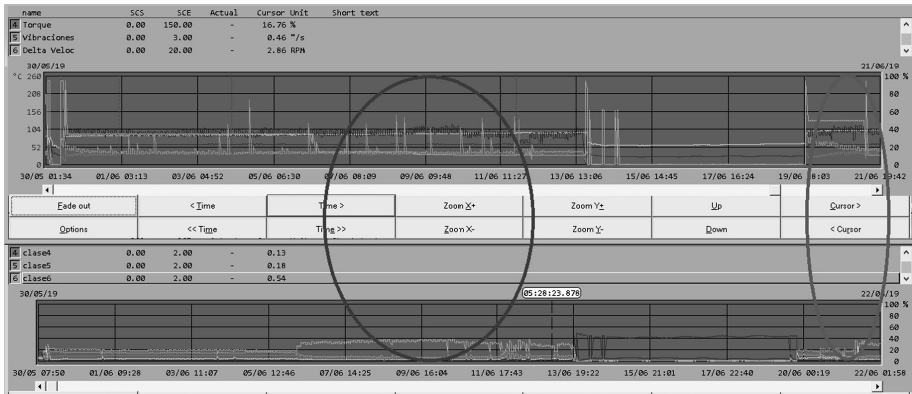 name SCS SCE Actual Cursor Unit Short text
4 Torque 0.00 150.00 - 16.76 %
5 Vibraciones 0.00 3.00 - 0.46 "/s
6 Delta Veloc 0.00 20.00 - 2.86 RPM
30/05/19 21/06/19
°C 260 100 %
208 80
156 60
104 40
52 20
0 0
30/05 01:34 01/06 03:13 03/06 04:52 05/06 06:30 07/06 08:09 09/06 09:48 11/06 11:27 13/06 13:06 15/06 14:45 17/06 16:24 19/06 18:03 21/06 19:42
Fade out < Time Time > Zoom X+ Zoom Y+ Up Cursor >
Options << Time Time >> Zoom X- Zoom Y- Down < Cursor
4 clase4 0.00 2.00 - 0.13
5 clase5 0.00 2.00 - 0.18
6 clase6 0.00 2.00 - 0.54
30/05/19 05:28:23.878 22/06/19
100 %
80
60
40
20
0
30/05 07:50 01/06 09:28 03/06 11:07 05/06 12:46 07/06 14:25 09/06 16:04 11/06 17:43 13/06 19:22 15/06 21:01 17/06 22:40 20/06 00:19 22/06 01:58